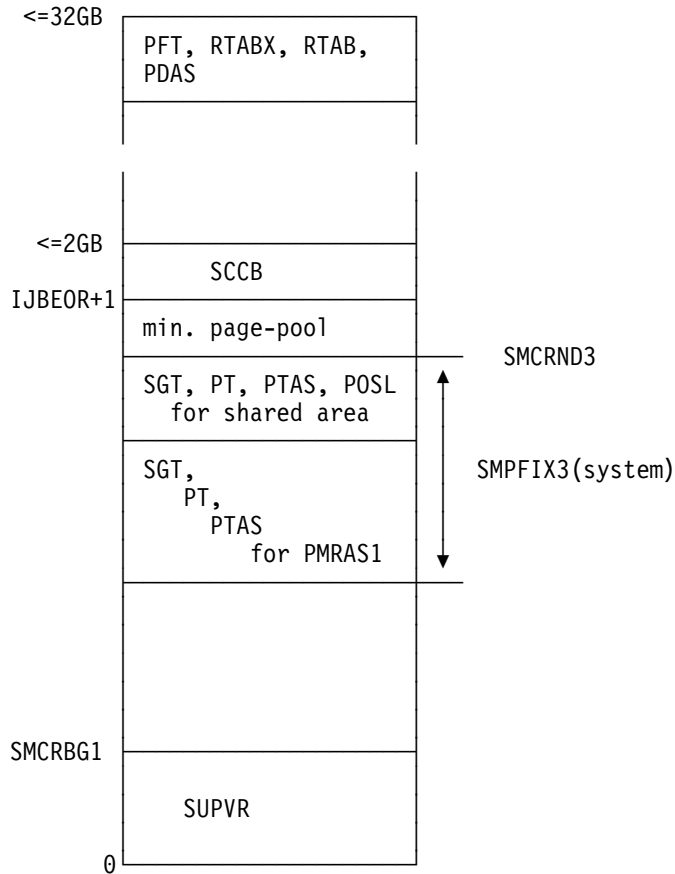 <=32GB
PFT, RTABX, RTAB,
PDAS
<=2GB
SCCB
IJBEOR+1
min. page-pool
SMCRND3
SGT, PT, PTAS, POSL
for shared area
SMPFIX3(system)
SGT,
PT,
PTAS
for PMRAS1
SMCRBG1
SUPVR
0